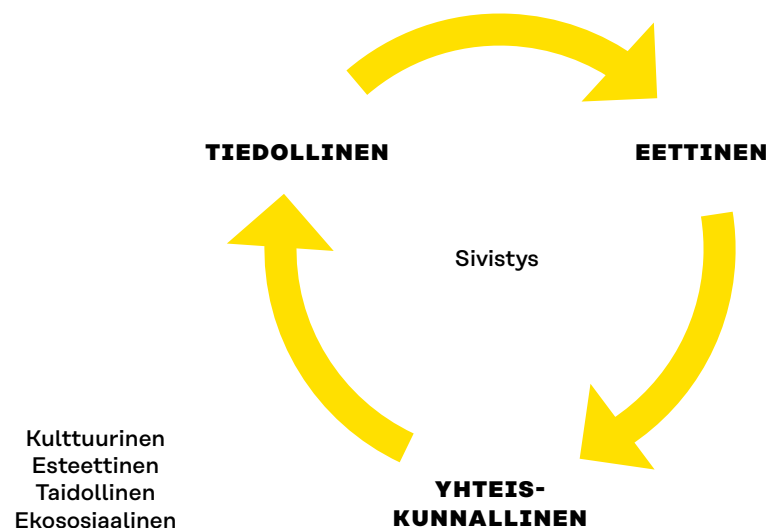 TIEDOLLINEN
EETTINEN
Sivistys
Kulttuurinen
Esteettinen
Taidollinen
Ekososiaalinen
YHTEIS-
KUNNALLINEN